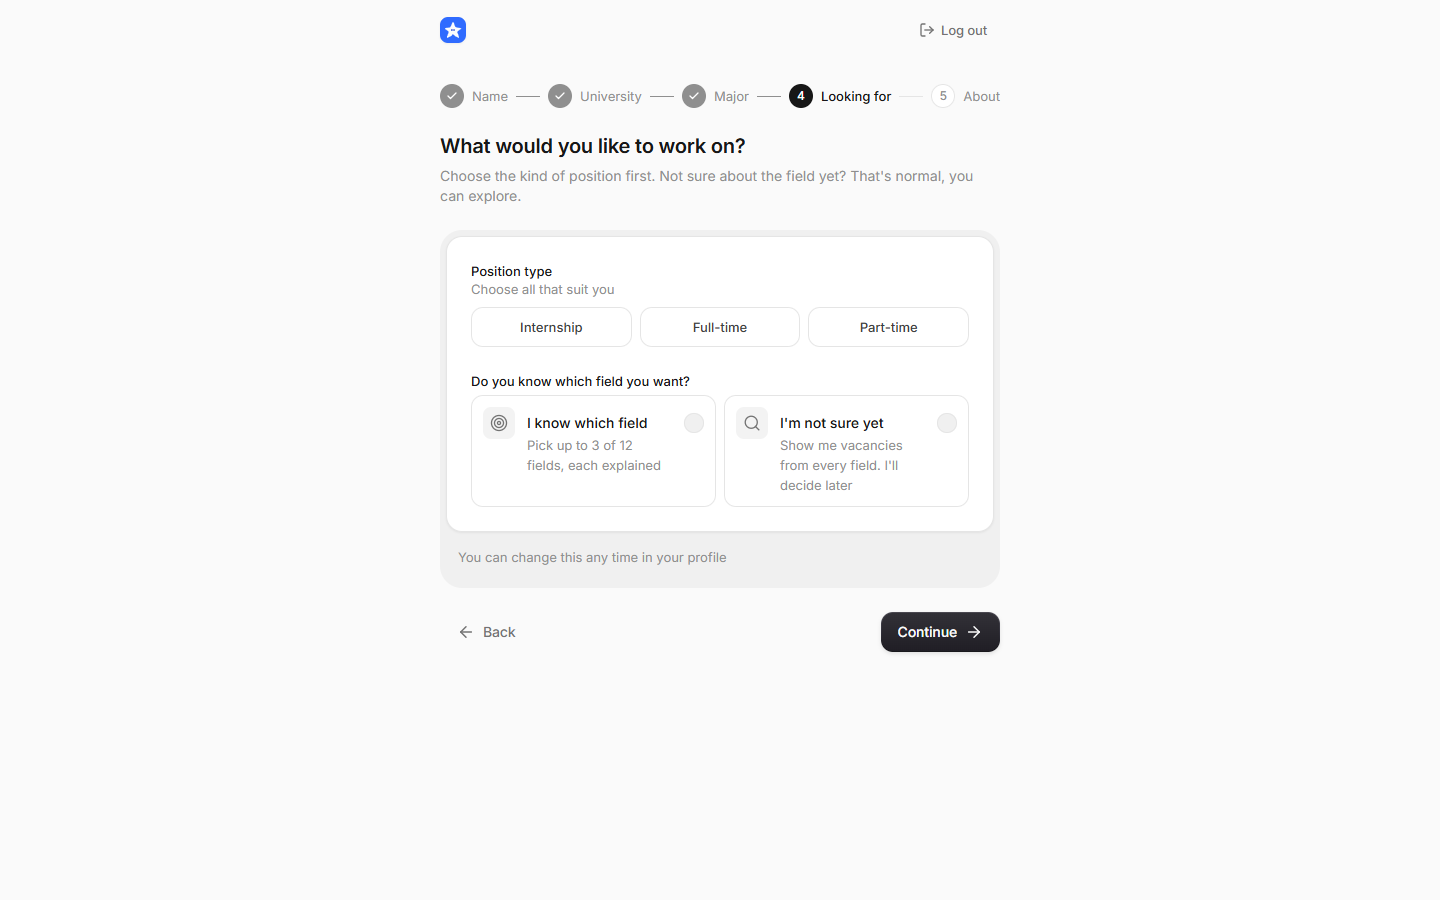 Log out
Name
University
Major
4
Looking for
5
About
What would you like to work on?
Choose the kind of position first. Not sure about the field yet? That's normal, you
can explore.
Position type
Choose all that suit you
Internship
Full-time
Part-time
Do you know which field you want?
I know which field
Pick up to 3 of 12
fields, each explained
I'm not sure yet
Show me vacancies
from every field. I'll
decide later
You can change this any time in your profile
Back
Continue